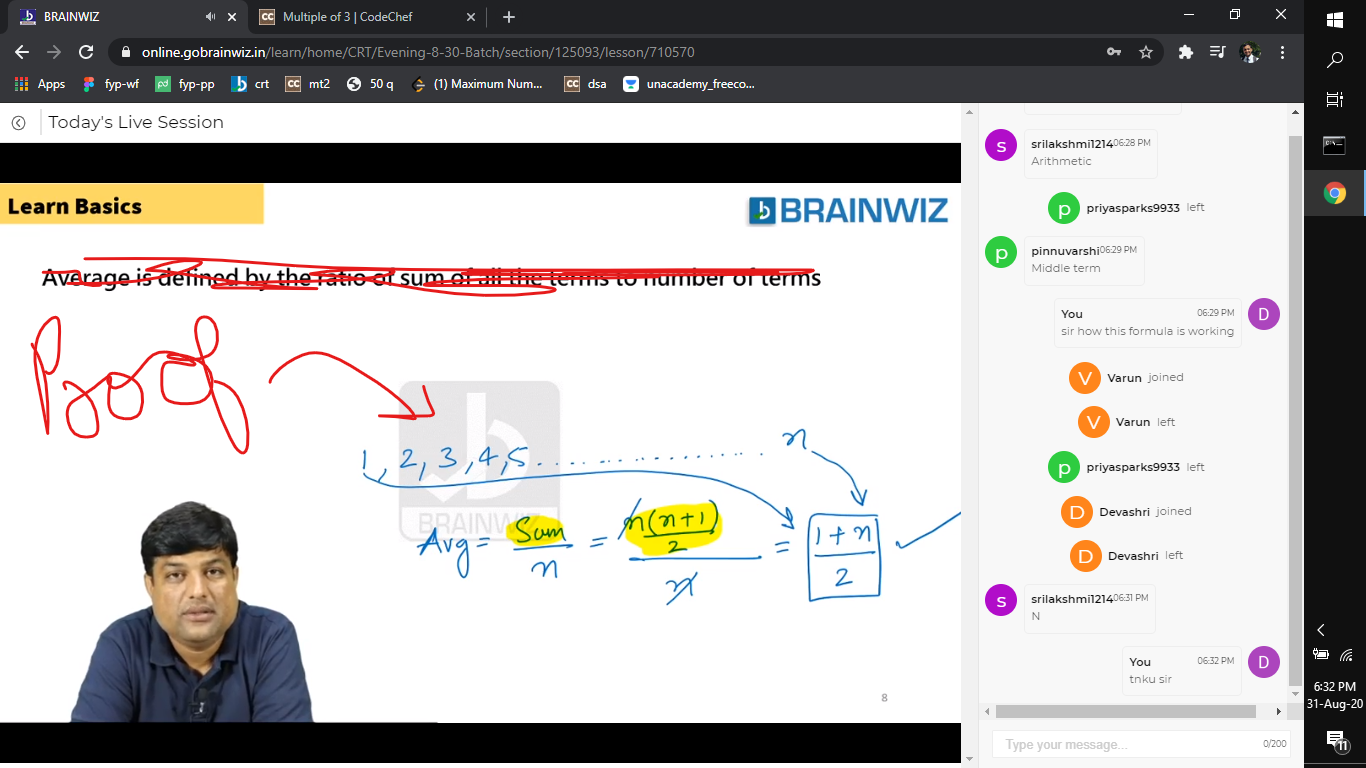 BRAINWIZ
Multiple of 3 | CodeChef
online.gobrainwiz.in/learn/home/CRT/Evening-8-30-Batch/section/125093/lesson/710570
Apps fyp-wf fyp-pp crt mt2 50 q (1) Maximum Num... dsa unacademy_freeco...
Today's Live Session
Learn Basics
BRAINWIZ
Average is defined by the ratio of sum of all the terms to number of terms
Proof
BRAINWIZ
1, 2, 3, 4, 5 .................. n
Avg = Sum/n = (n(n+1)/2)/n = (1+n)/2
8
srilakshmi1214 06:28 PM
Arithmetic
priyasparks9933 left
pinnuvarshi 06:29 PM
Middle term
You 06:29 PM
sir how this formula is working
Varun joined
Varun left
priyasparks9933 left
Devashri joined
Devashri left
srilakshmi1214 06:31 PM
N
You 06:32 PM
tnku sir
Type your message... 0/200
6:32 PM
31-Aug-20
11